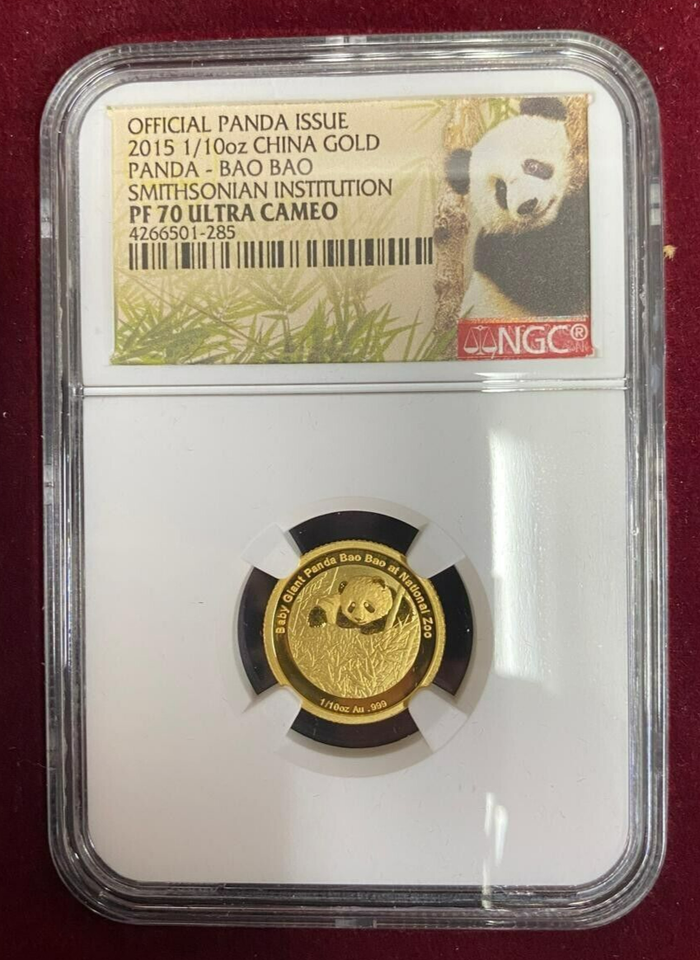 OFFICIAL PANDA ISSUE
2015 1/10oz CHINA GOLD
PANDA - BAO BAO
SMITHSONIAN INSTITUTION
PF 70 ULTRA CAMEO
4266501-285
NGC®
Baby Giant Panda Bao Bao at National Zoo
1/10oz Au .999